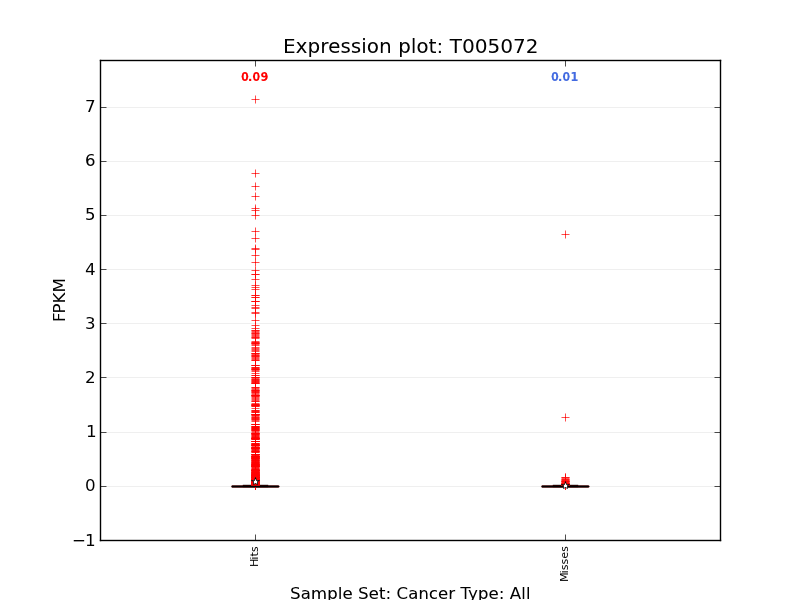 Expression plot: T005072
0.09 0.01
7
6
5
4
3
2
1
0
−1
FPKM
Hits Misses
Sample Set: Cancer Type: All